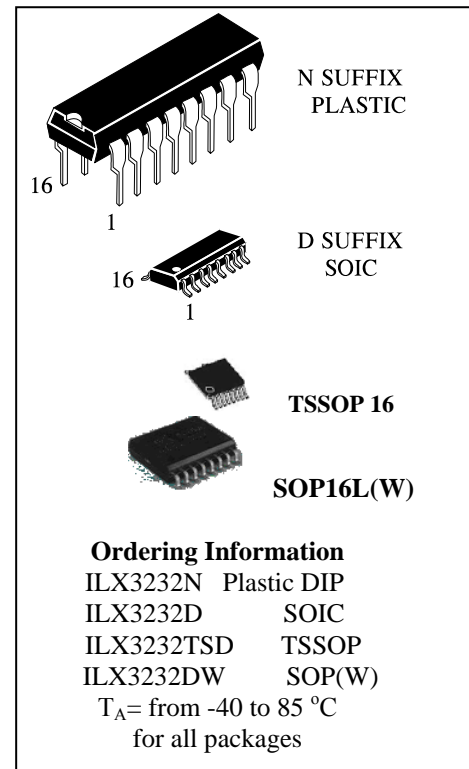 N SUFFIX
PLASTIC
16
1
D SUFFIX
SOIC
16
1
TSSOP 16
SOP16L(W)
Ordering Information
ILX3232N Plastic DIP
ILX3232D SOIC
ILX3232TSD TSSOP
ILX3232DW SOP(W)
TA= from -40 to 85 °C
for all packages